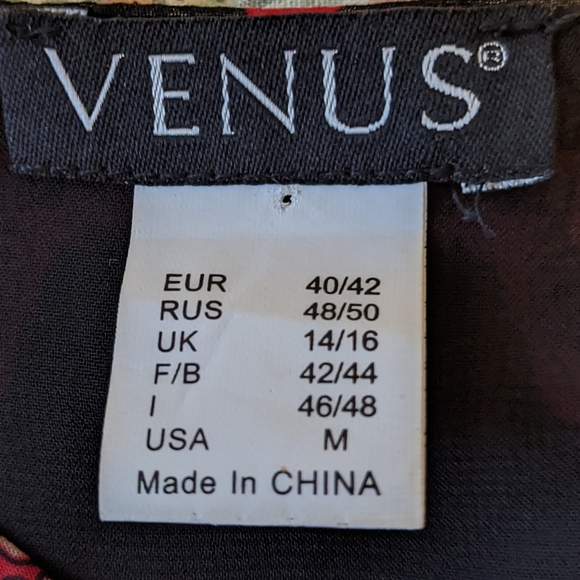 VENUS®
EUR 40/42
RUS 48/50
UK 14/16
F/B 42/44
I 46/48
USA M
Made In CHINA